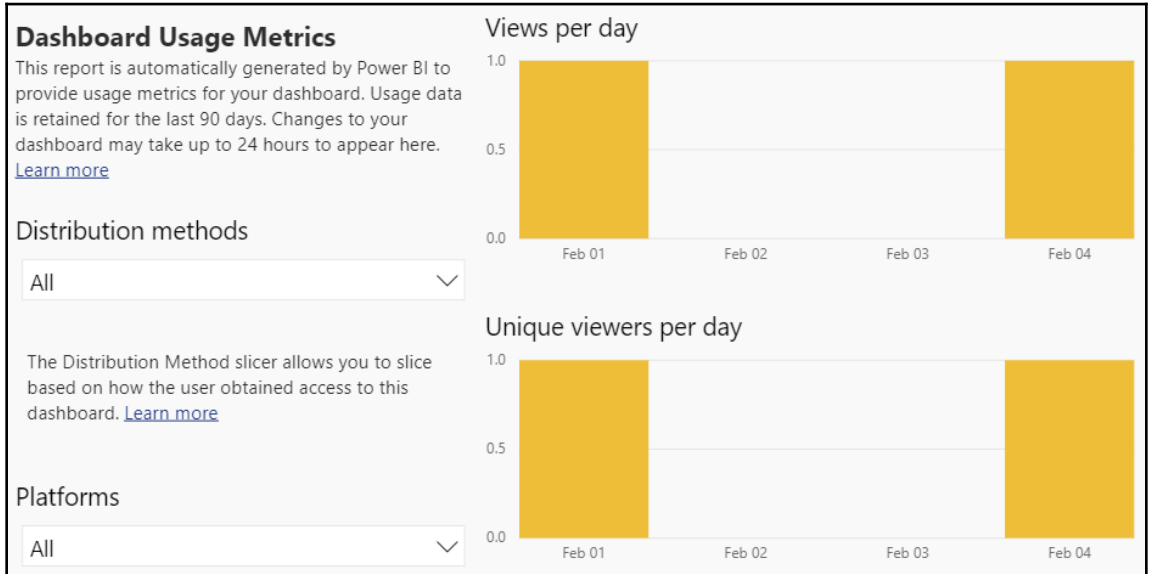 Dashboard Usage Metrics
This report is automatically generated by Power BI to
provide usage metrics for your dashboard. Usage data
is retained for the last 90 days. Changes to your
dashboard may take up to 24 hours to appear here.
Learn more
Distribution methods
All
The Distribution Method slicer allows you to slice
based on how the user obtained access to this
dashboard. Learn more
Platforms
All
Views per day
1.0
0.5
0.0
Feb 01 Feb 02 Feb 03 Feb 04
Unique viewers per day
1.0
0.5
0.0
Feb 01 Feb 02 Feb 03 Feb 04